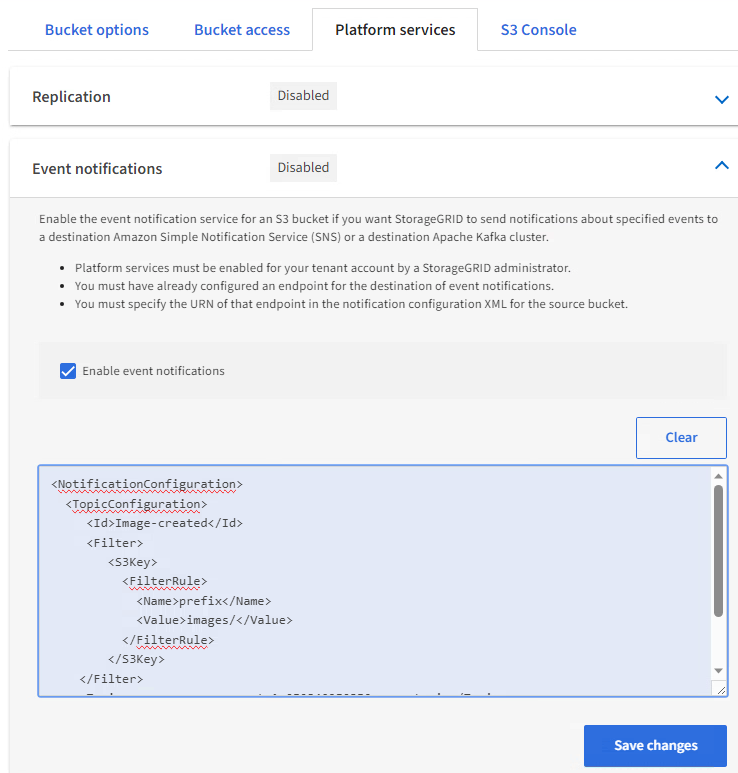 Bucket options Bucket access Platform services S3 Console
Replication Disabled
Event notifications Disabled
Enable the event notification service for an S3 bucket if you want StorageGRID to send notifications about specified events to
a destination Amazon Simple Notification Service (SNS) or a destination Apache Kafka cluster.
• Platform services must be enabled for your tenant account by a StorageGRID administrator.
• You must have already configured an endpoint for the destination of event notifications.
• You must specify the URN of that endpoint in the notification configuration XML for the source bucket.
Enable event notifications
Clear
<NotificationConfiguration>
<TopicConfiguration>
<Id>Image-created</Id>
<Filter>
<S3Key>
<FilterRule>
<Name>prefix</Name>
<Value>images/</Value>
</FilterRule>
</S3Key>
</Filter>
Save changes